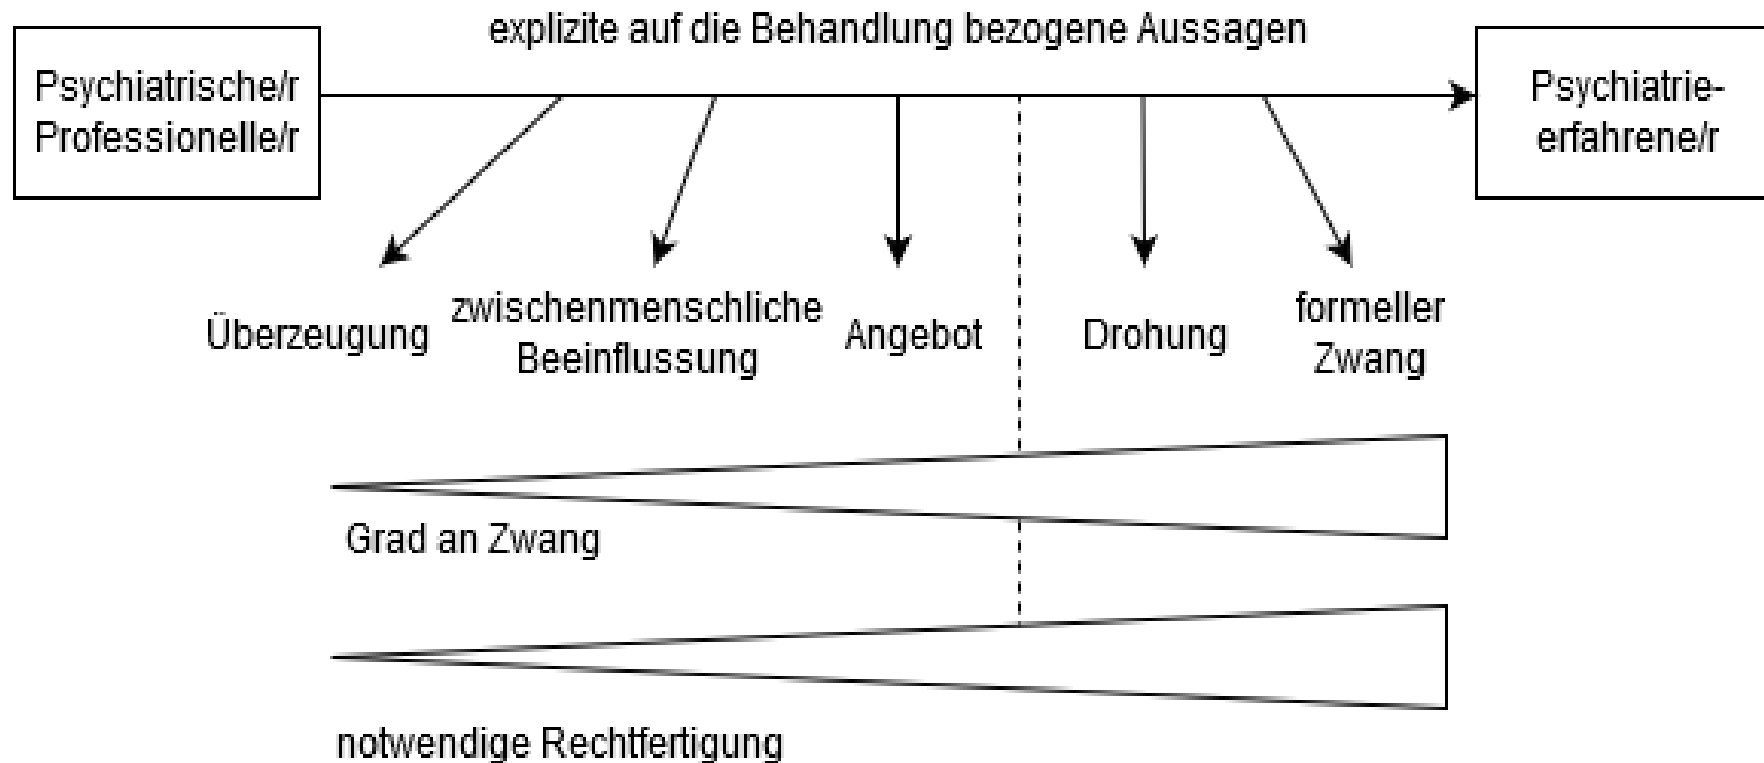 explizite auf die Behandlung bezogene Aussagen
Psychiatrische/r
Professionelle/r
Psychiatrie-
erfahrene/r
Überzeugung
zwischenmenschliche
Beeinflussung
Angebot
Drohung
formeller
Zwang
Grad an Zwang
notwendige Rechtfertigung